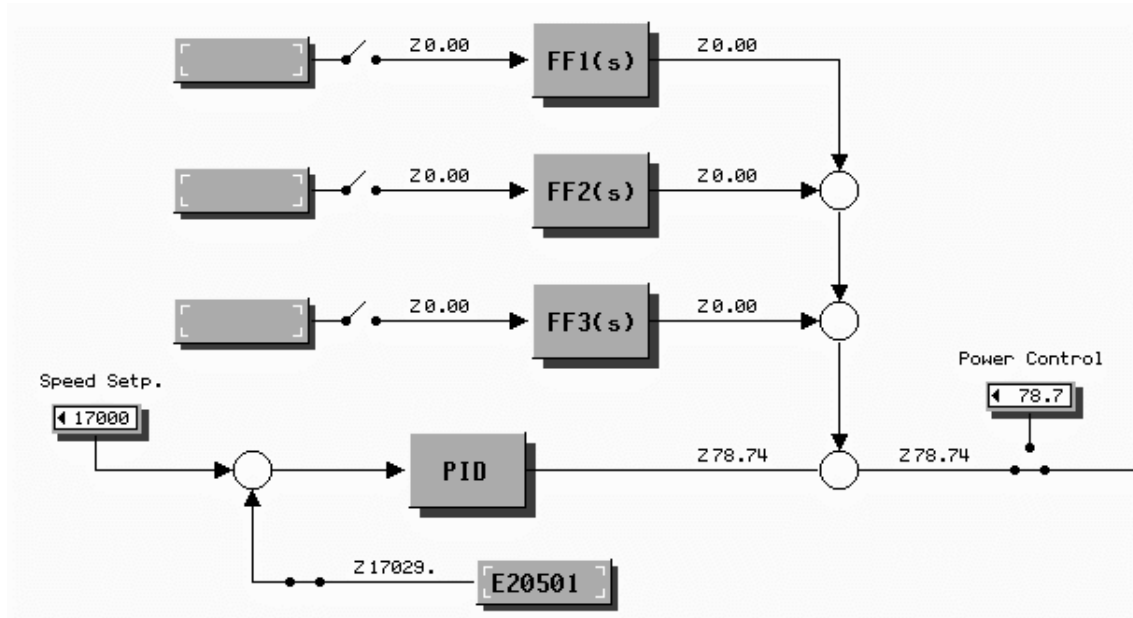 Z0.00
FF1(s)
Z0.00
Z0.00
FF2(s)
Z0.00
Z0.00
FF3(s)
Z0.00
Speed Setp.
17000
Power Control
78.7
PID
Z78.74
Z78.74
Z17029.
E20501